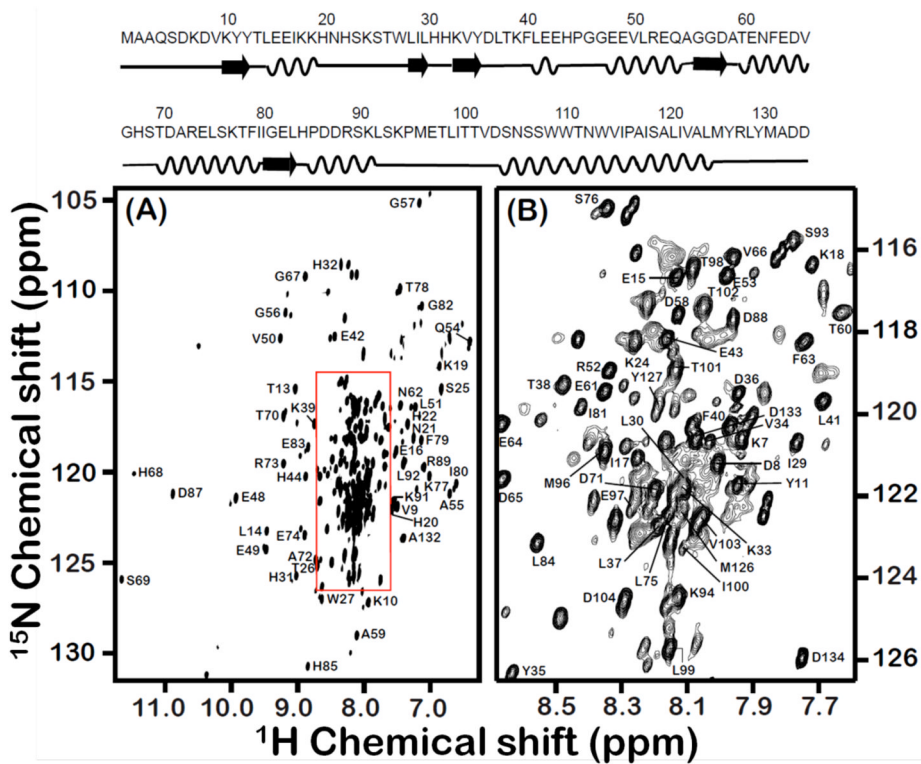 10 20 30 40 50 60
MAAQSDKDVKYYTLEEIKKHNHSKSTWLILHHKVYDLTKFLEEHPGGEEVLREQAGGDATENFEDV
70 80 90 100 110 120 130
GHSTDARELSKTFIIGELHPDDRSKLSKPMETLITTVDSNSSWWTNWVIPAISALIVALMYRLYMADD
(A)
105
G57
H32
G67
T78
110
G56
G82
V50
E42
Q54
K19
115
T13
S25
N62
L51
K39
H22
T70
N21
F79
E83
E16
R89
R73
I80
120
H68
H44
L92
K77
D87
E48
K91
A55
V9
H20
L14
E74
A132
E49
A72
125
T26
S69
H31
W27
K10
A59
130
H85
11.0 10.0 9.0 8.0 7.0
15N Chemical shift (ppm)
(B)
S76
S93
116
V66
K18
T98
E15
E53
D58
T102
D88
T60
118
E43
F63
K24
R52
T101
Y127
T38
E61
D36
I81
L41
120
L30
F40
D133
E64
V34
K7
I17
I29
M96
D71
D8
D65
E97
Y11
122
V103
K33
L37
M126
L84
L75
I100
124
D104
K94
D134
Y35
L99
126
8.5 8.3 8.1 7.9 7.7
1H Chemical shift (ppm)